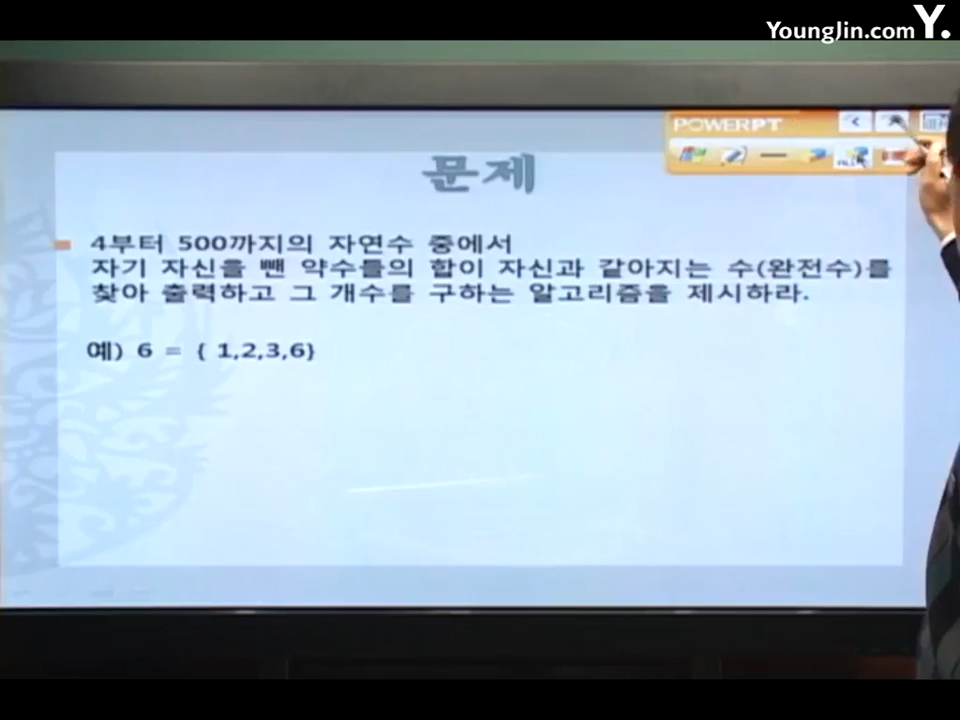 YoungJin.com Y.
POWERPT
문제
4부터 500까지의 자연수 중에서
자기 자신을 뺀 약수들의 합이 자신과 같아지는 수(완전수)를
찾아 출력하고 그 개수를 구하는 알고리즘을 제시하라.
예) 6 = { 1,2,3,6}